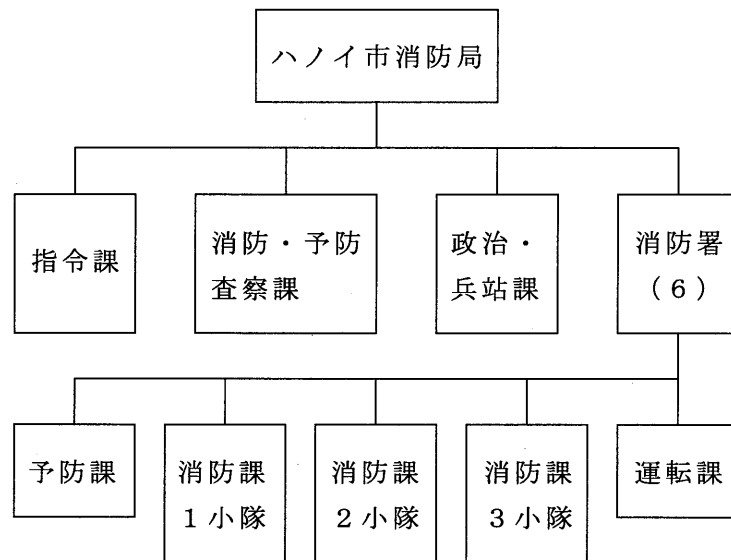 ハノイ市消防局
指令課
消防・予防
査察課
政治・
兵站課
消防署
（６）
予防課
消防課
１小隊
消防課
２小隊
消防課
３小隊
運転課